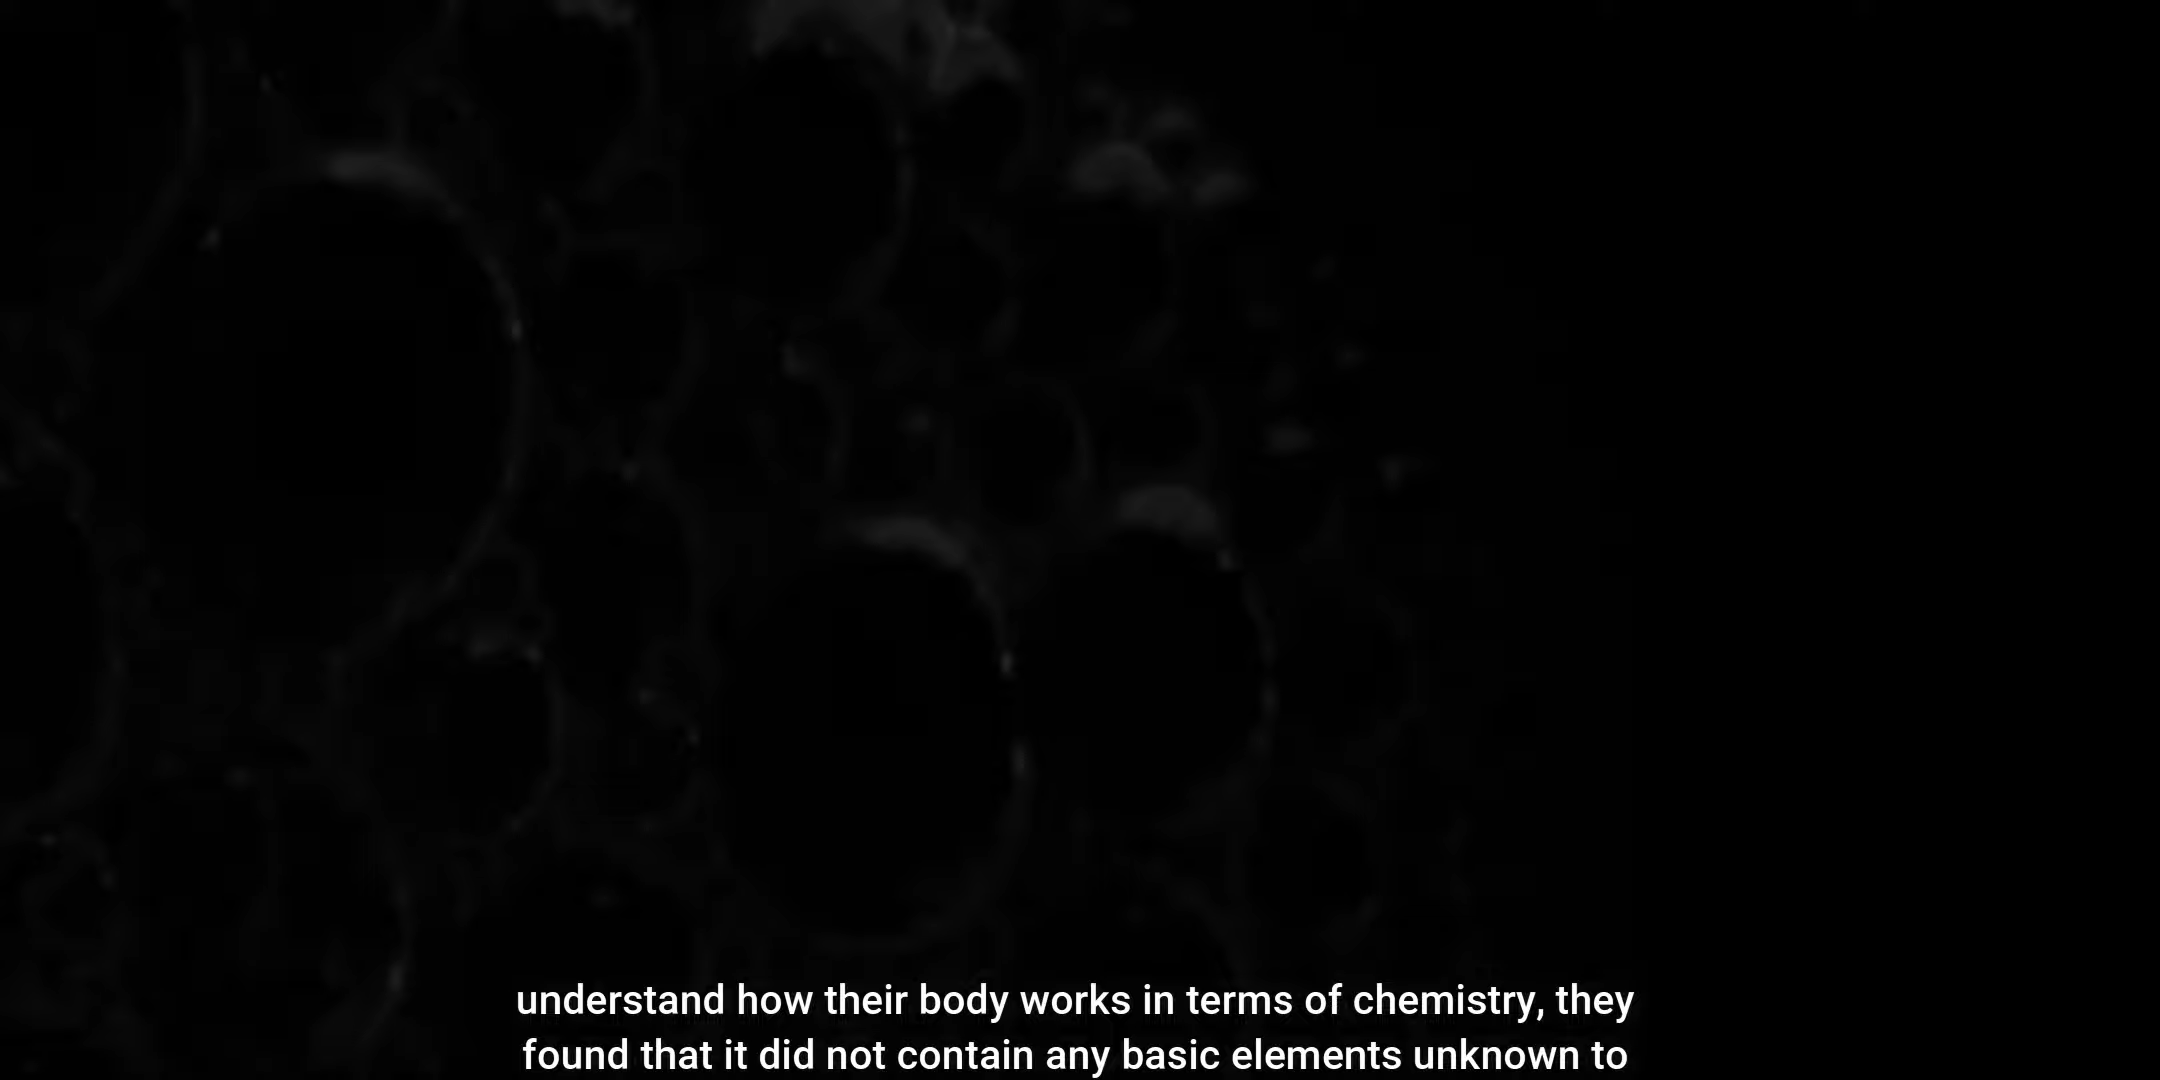 understand how their body works in terms of chemistry, they
found that it did not contain any basic elements unknown to